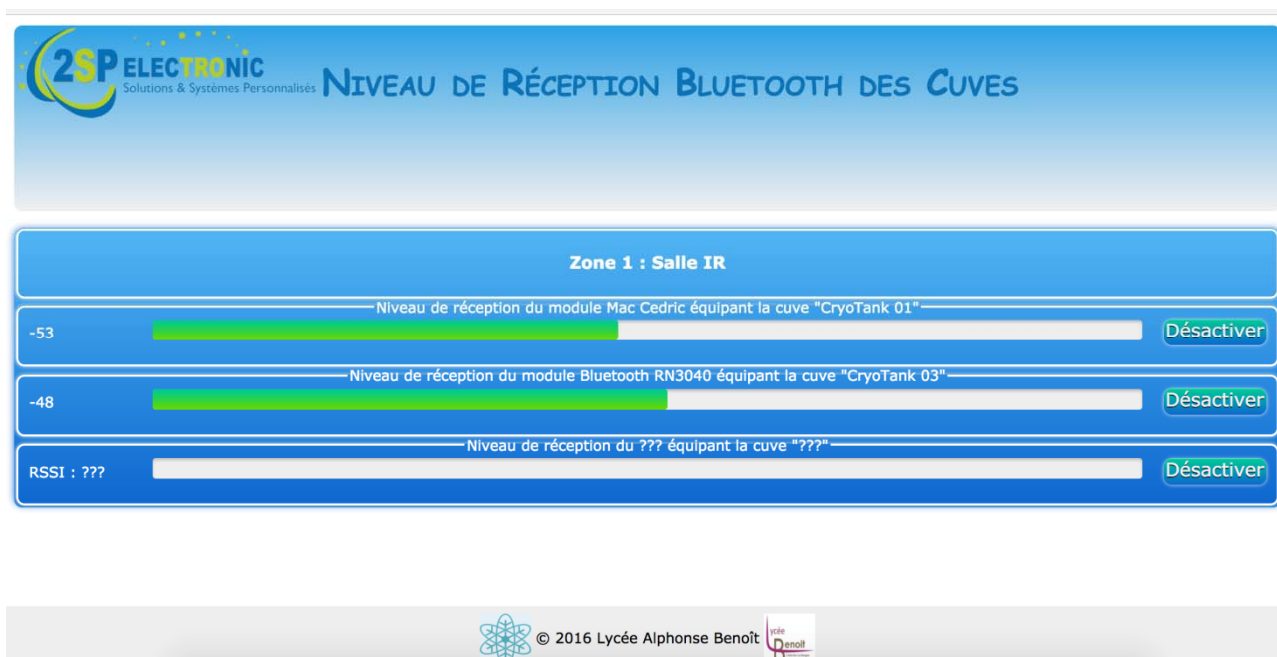 2SP ELECTRONIC
Solutions & Systèmes Personnalisés
NIVEAU DE RÉCEPTION BLUETOOTH DES CUVES
Zone 1 : Salle IR
Niveau de réception du module Mac Cedric équipant la cuve "CryoTank 01"
-53
Désactiver
Niveau de réception du module Bluetooth RN3040 équipant la cuve "CryoTank 03"
-48
Désactiver
Niveau de réception du ??? équipant la cuve "???"
RSSI : ???
Désactiver
© 2016 Lycée Alphonse Benoît
Lycée
Benoit